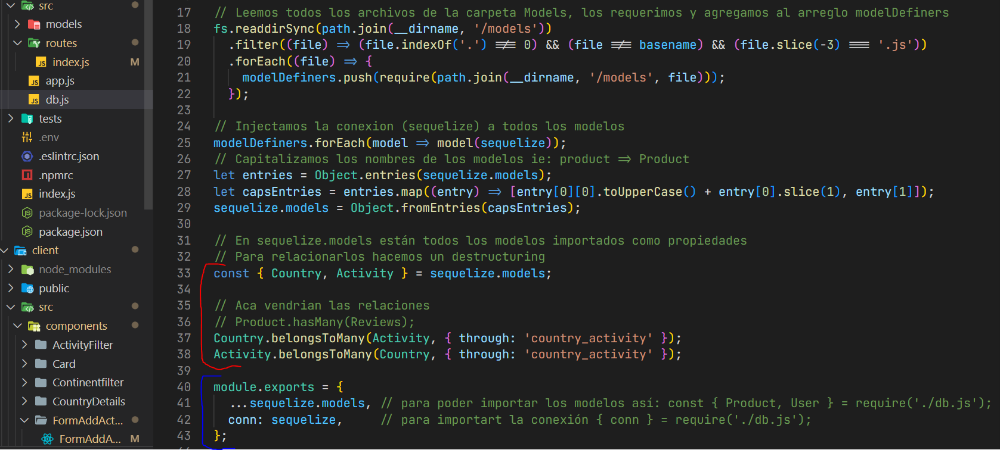 src
models
routes
index.js M
app.js
db.js
tests
.env
.eslintrc.json
.npmrc
index.js
package-lock.json
package.json
client
node_modules
public
src
components
ActivityFilter
Card
Continentfilter
CountryDetails
FormAddAct...
FormAddA... M
17 // Leemos todos los archivos de la carpeta Models, los requerimos y agregamos al arreglo modelDefiners
18 fs.readdirSync(path.join(__dirname, '/models'))
19 .filter((file) => (file.indexOf('.') !== 0) && (file !== basename) && (file.slice(-3) === '.js'))
20 .forEach((file) => {
21 modelDefiners.push(require(path.join(__dirname, '/models', file)));
22 });
23
24 // Injectamos la conexion (sequelize) a todos los modelos
25 modelDefiners.forEach(model => model(sequelize));
26 // Capitalizamos los nombres de los modelos ie: product => Product
27 let entries = Object.entries(sequelize.models);
28 let capsEntries = entries.map((entry) => [entry[0][0].toUpperCase() + entry[0].slice(1), entry[1]]);
29 sequelize.models = Object.fromEntries(capsEntries);
30
31 // En sequelize.models están todos los modelos importados como propiedades
32 // Para relacionarlos hacemos un destructuring
33 const { Country, Activity } = sequelize.models;
34
35 // Aca vendrian las relaciones
36 // Product.hasMany(Reviews);
37 Country.belongsToMany(Activity, { through: 'country_activity' });
38 Activity.belongsToMany(Country, { through: 'country_activity' });
39
40 module.exports = {
41 ...sequelize.models, // para poder importar los modelos así: const { Product, User } = require('./db.js');
42 conn: sequelize, // para importart la conexión { conn } = require('./db.js');
43 };